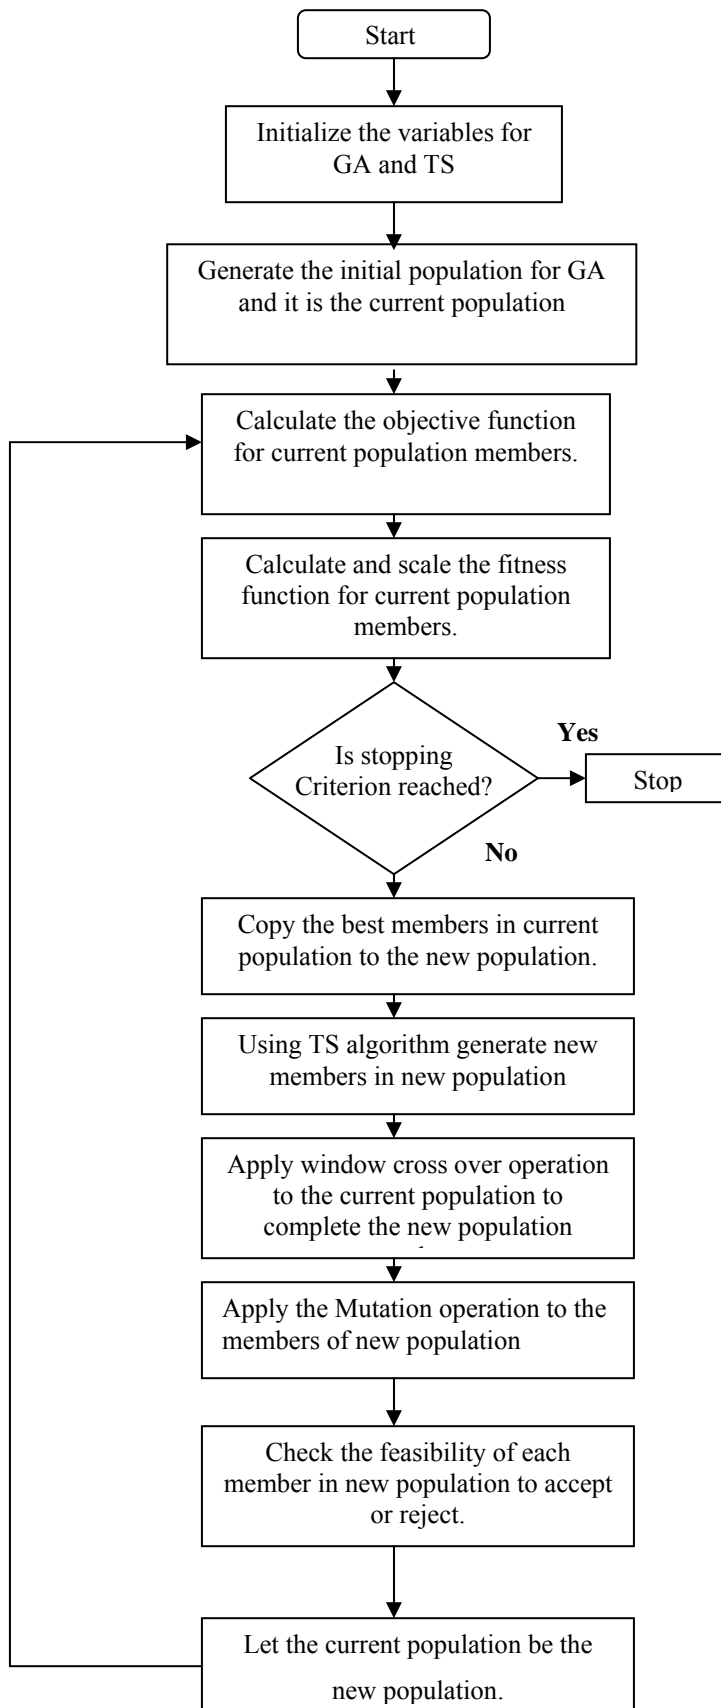 Start
Initialize the variables for
GA and TS
Generate the initial population for GA
and it is the current population
Calculate the objective function
for current population members.
Calculate and scale the fitness
function for current population
members.
Is stopping
Criterion reached?
Yes
Stop
No
Copy the best members in current
population to the new population.
Using TS algorithm generate new
members in new population
Apply window cross over operation
to the current population to
complete the new population
Apply the Mutation operation to the
members of new population
Check the feasibility of each
member in new population to accept
or reject.
Let the current population be the
new population.